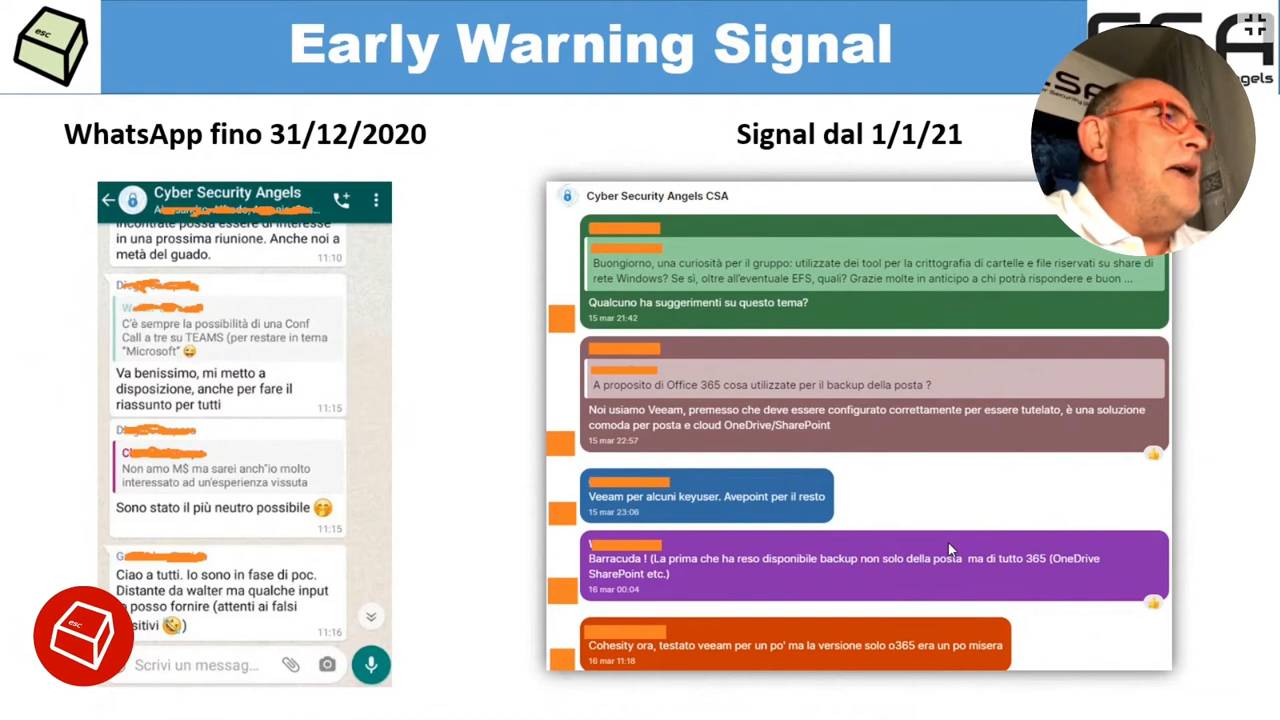 esc
Early Warning Signal
CSA
Angels
WhatsApp fino 31/12/2020
Signal dal 1/1/21
Cyber Security Angels
incontrate possa essere di interesse
in una prossima riunione. Anche noi a
metà del guado.
11:10
C'è sempre la possibilità di una Conf
Call a tre su TEAMS (per restare in tema
"Microsoft" 😜
Va benissimo, mi metto a
disposizione, anche per fare il
riassunto per tutti
11:15
Non amo M$ ma sarei anch"io molto
interessato ad un'esperienza vissuta
Sono stato il più neutro possibile 🤭
11:15
Ciao a tutti. Io sono in fase di poc.
Distante da walter ma qualche input
posso fornire (attenti ai falsi
sitivi 🤣)
11:16
Scrivi un messag...
esc
Cyber Security Angels CSA
Buongiorno, una curiosità per il gruppo: utilizzate dei tool per la crittografia di cartelle e file riservati su share di
rete Windows? Se sì, oltre all'eventuale EFS, quali? Grazie molte in anticipo a chi potrà rispondere e buon ...
Qualcuno ha suggerimenti su questo tema?
15 mar 21:42
A proposito di Office 365 cosa utilizzate per il backup della posta ?
Noi usiamo Veeam, premesso che deve essere configurato correttamente per essere tutelato, è una soluzione
comoda per posta e cloud OneDrive/SharePoint
15 mar 22:57
Veeam per alcuni keyuser. Avepoint per il resto
15 mar 23:06
Barracuda ! (La prima che ha reso disponibile backup non solo della posta ma di tutto 365 (OneDrive
SharePoint etc.)
16 mar 00:04
Cohesity ora, testato veeam per un po' ma la versione solo o365 era un po misera
16 mar 11:18